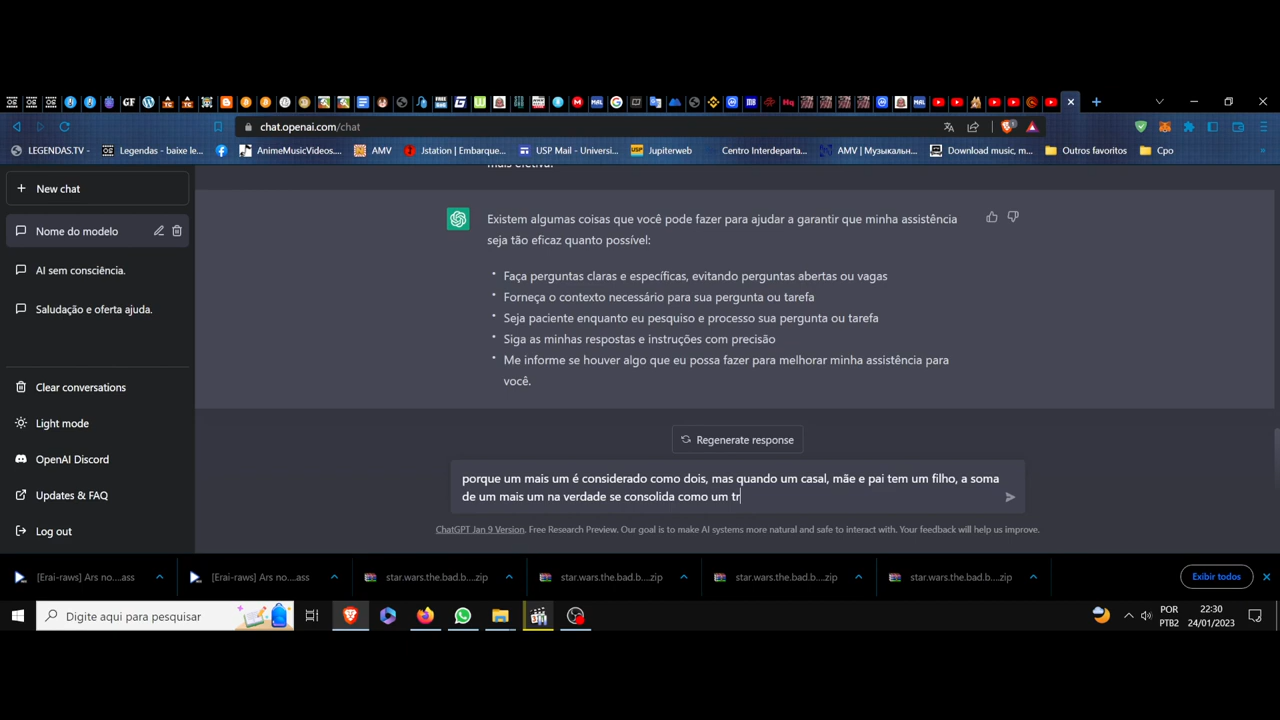 chat.openai.com/chat
1
LEGENDAS.TV -
Legendas - baixe le...
AnimeMusicVideos....
AMV
Jstation | Embarque...
USP Mail - Universi...
Jupiterweb
Centro Interdeparta...
AMV | Музыкальн...
Download music, m...
Outros favoritos
Cpo
New chat
Nome do modelo
AI sem consciência.
Saludação e oferta ajuda.
Clear conversations
Light mode
OpenAI Discord
Updates & FAQ
Log out
mais efetiva.
Existem algumas coisas que você pode fazer para ajudar a garantir que minha assistência
seja tão eficaz quanto possível:
• Faça perguntas claras e específicas, evitando perguntas abertas ou vagas
• Forneça o contexto necessário para sua pergunta ou tarefa
• Seja paciente enquanto eu pesquiso e processo sua pergunta ou tarefa
• Siga as minhas respostas e instruções com precisão
• Me informe se houver algo que eu possa fazer para melhorar minha assistência para
você.
Regenerate response
porque um mais um é considerado como dois, mas quando um casal, mãe e pai tem um filho, a soma
de um mais um na verdade se consolida como um tr
ChatGPT Jan 9 Version. Free Research Preview. Our goal is to make AI systems more natural and safe to interact with. Your feedback will help us improve.
[Erai-raws] Ars no....ass
[Erai-raws] Ars no....ass
star.wars.the.bad.b....zip
star.wars.the.bad.b....zip
star.wars.the.bad.b....zip
star.wars.the.bad.b....zip
Exibir todos
Digite aqui para pesquisar
POR
PTB2
22:30
24/01/2023